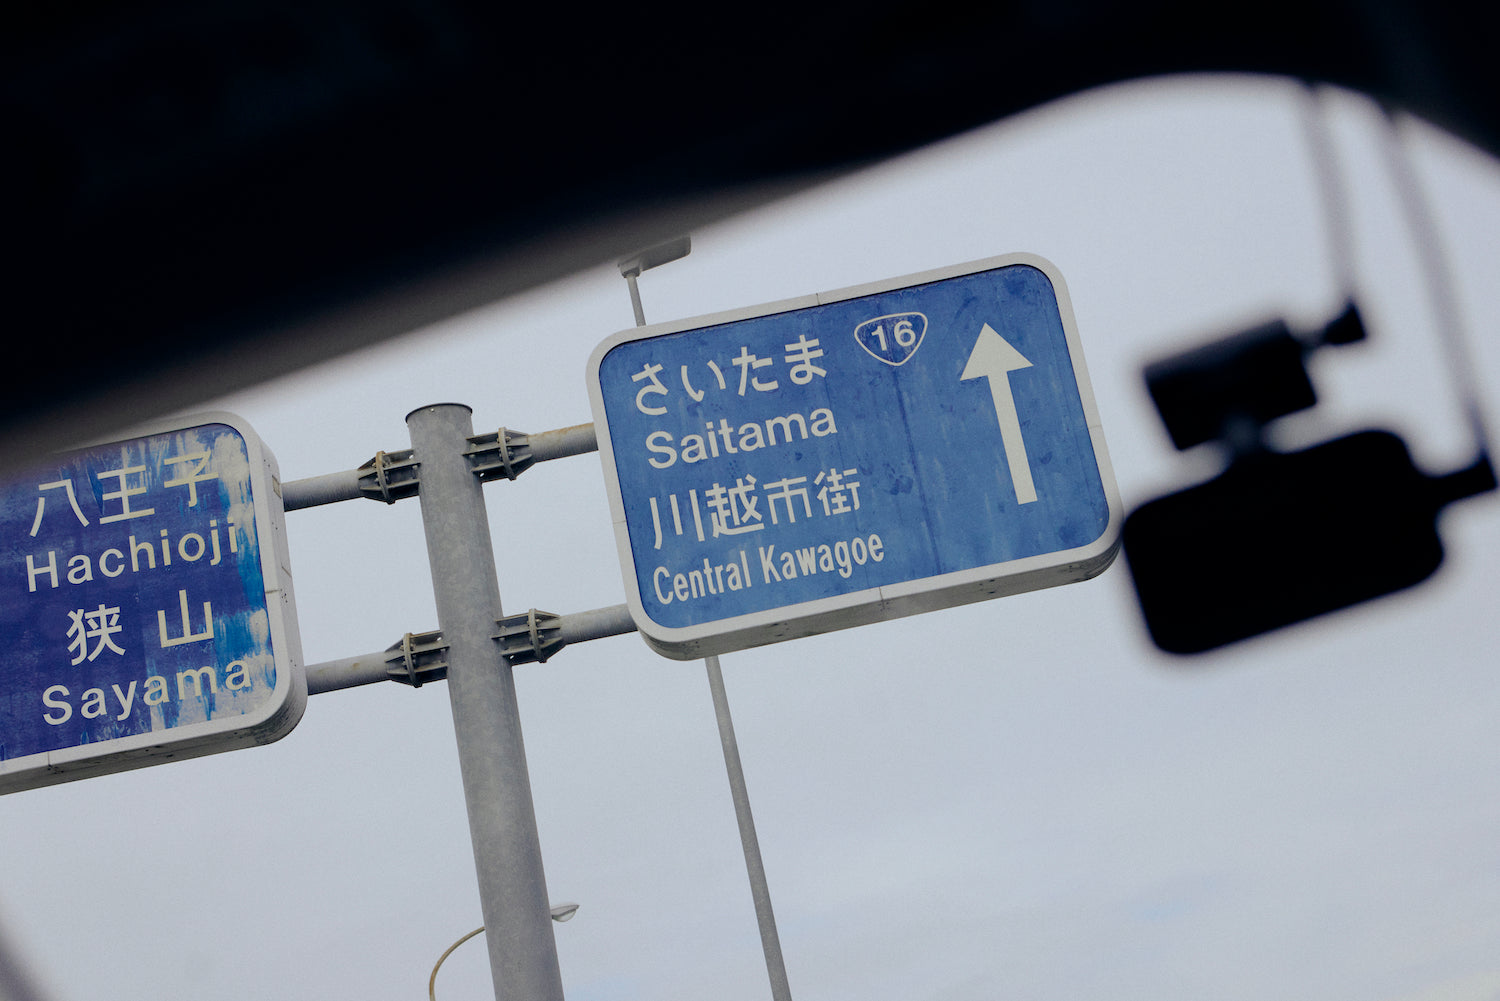 八王子
Hachioji
狭山
Sayama
さいたま
16
Saitama
川越市街
Central Kawagoe